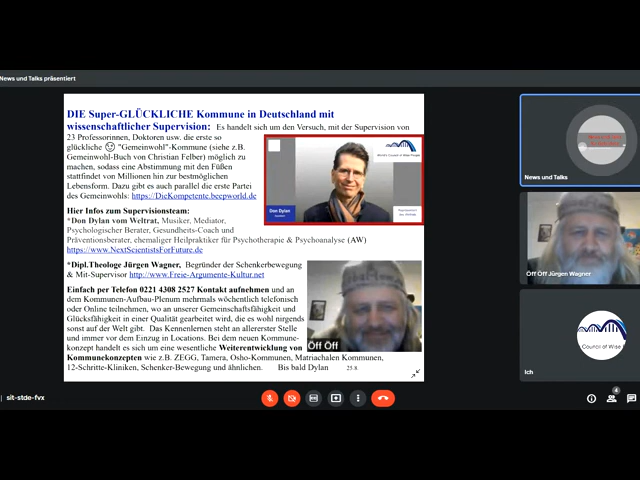 News und Talks präsentiert
DIE Super-GLÜCKLICHE Kommune in Deutschland mit
wissenschaftlicher Supervision: Es handelt sich um den Versuch, mit der Supervision von
23 Professorinnen, Doktoren usw. die erste so
glückliche "Gemeinwohl"-Kommune (siehe z.B.
Gemeinwohl-Buch von Christian Felber) möglich zu
machen, sodass eine Abstimmung mit den Füßen
stattfindet von Millionen hin zur bestmöglichen
Lebensform. Dazu gibt es auch parallel die erste Partei
des Gemeinwohls: https://DieKompetente.beepworld.de
Don Dylan
Hier Infos zum Supervisionsteam:
*Don Dylan vom Weltrat, Musiker, Mediator,
Psychologischer Berater, Gesundheits-Coach und
Präventionsberater, ehemaliger Heilpraktiker für Psychotherapie & Psychoanalyse (AW)
https://www.NextScientistsForFuture.de
*Dipl.Theologe Jürgen Wagner, Begründer der Schenkerbewegung
& Mit-Supervisor http://www.Freie-Argumente-Kultur.net
Einfach per Telefon 0221 4308 2527 Kontakt aufnehmen und an
dem Kommunen-Aufbau-Plenum mehrmals wöchentlich telefonisch
oder Online teilnehmen, wo an unserer Gemeinschaftsfähigkeit und
Glücksfähigkeit in einer Qualität gearbeitet wird, die es wohl nirgends
sonst auf der Welt gibt. Das Kennenlernen steht an allererster Stelle
und immer vor dem Einzug in Locations. Bei dem neuen Kommune-
konzept handelt es sich um eine wesentliche Weiterentwicklung von
Kommunekonzepten wie z.B. ZEGG, Tamera, Osho-Kommunen, Matriachalen Kommunen,
12-Schritte-Kliniken, Schenker-Bewegung und ähnlichen. Bis bald Dylan 25.8.
Öff Öff
News und Talks
Öff Öff Jürgen Wagner
Council of Wise
Ich
sit-stde-fvx
4